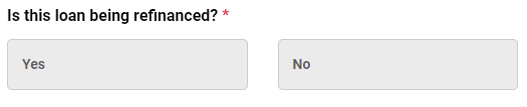 Is this loan being refinanced? *
Yes No